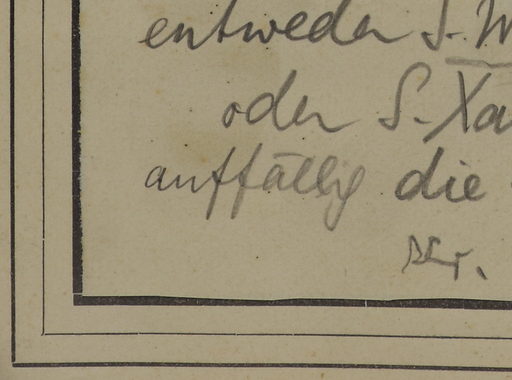 entweder S. M
oder S. Xa
auffällig die